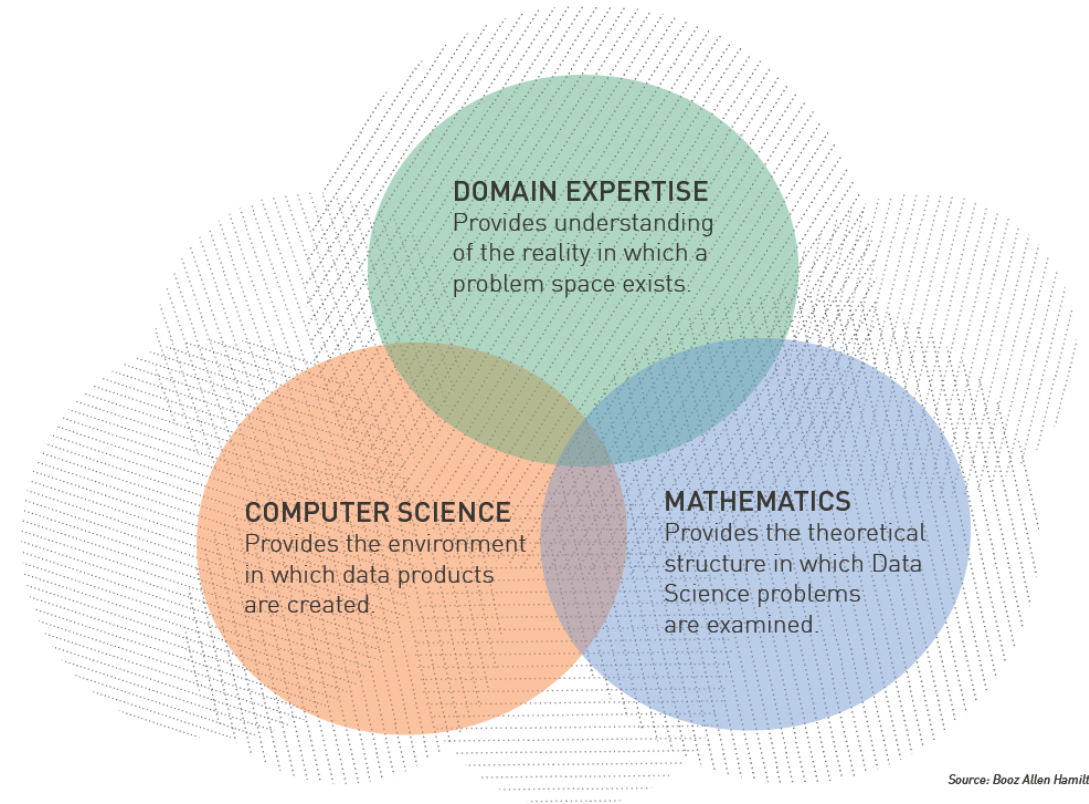 DOMAIN EXPERTISE
Provides understanding
of the reality in which a
problem space exists.
COMPUTER SCIENCE
Provides the environment
in which data products
are created.
MATHEMATICS
Provides the theoretical
structure in which Data
Science problems
are examined.
Source: Booz Allen Hamilt